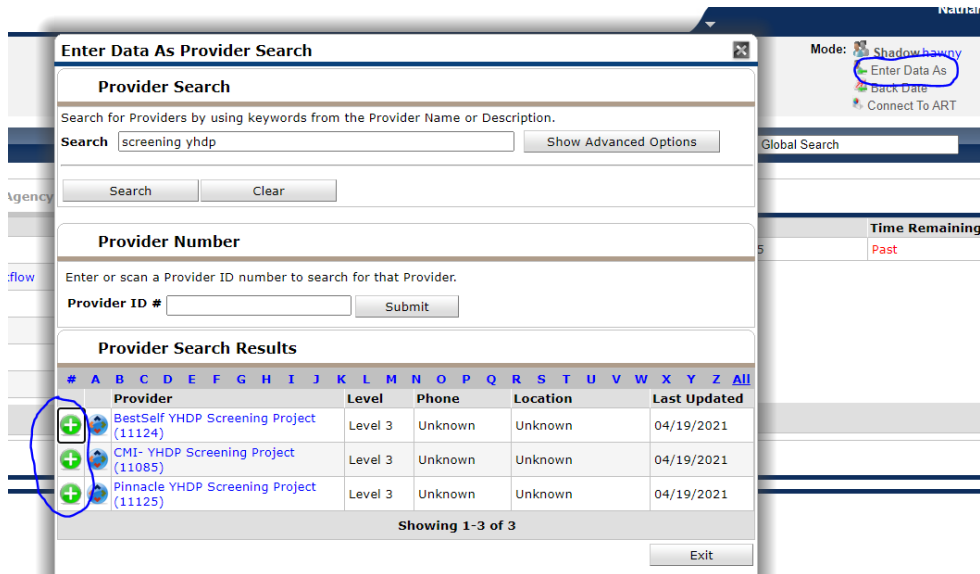 Enter Data As Provider Search
Mode: Shadow hawny
Enter Data As
Back Date
Connect To ART
Provider Search
Search for Providers by using keywords from the Provider Name or Description.
Search screening yhdp Show Advanced Options
Global Search
Search Clear
Agency
Provider Number
Time Remaining
5 Past
Enter or scan a Provider ID number to search for that Provider.
Provider ID # Submit
Provider Search Results
# A B C D E F G H I J K L M N O P Q R S T U V W X Y Z All
Provider Level Phone Location Last Updated
BestSelf YHDP Screening Project
(11124) Level 3 Unknown Unknown 04/19/2021
CMI- YHDP Screening Project
(11085) Level 3 Unknown Unknown 04/19/2021
Pinnacle YHDP Screening Project
(11125) Level 3 Unknown Unknown 04/19/2021
Showing 1-3 of 3
Exit